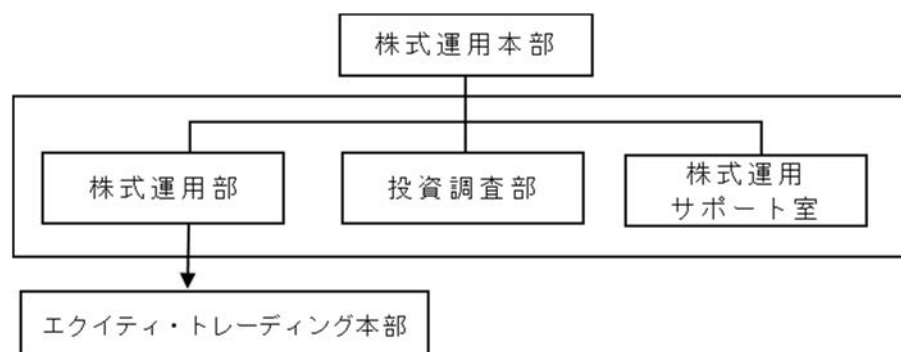 株式運用本部
株式運用部
投資調査部
株式運用
サポート室
エクイティ・トレーディング本部